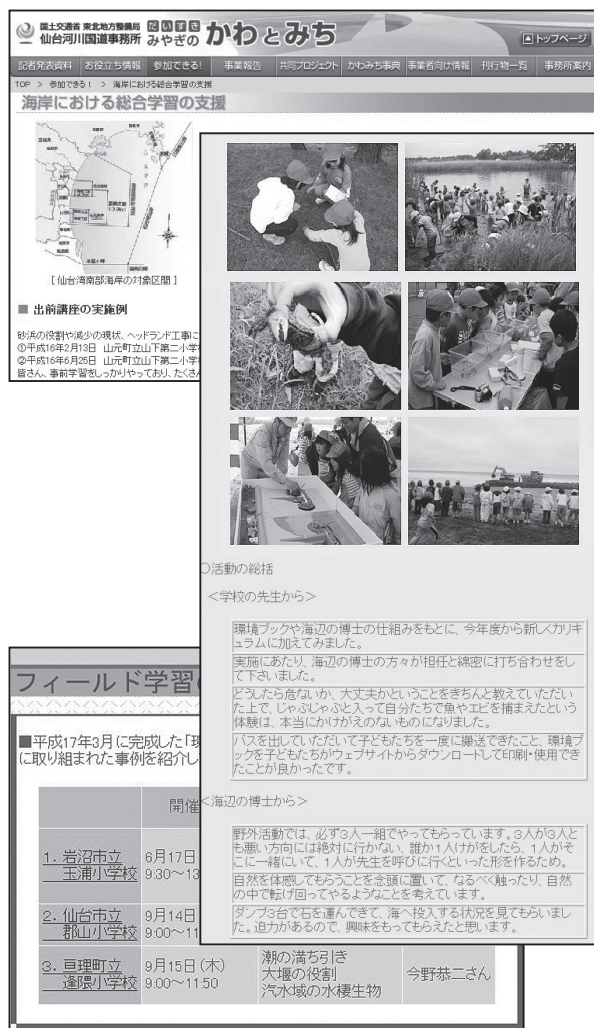 国土交通省 東北地方整備局
仙台河川国道事務所
だいすき
みやぎの
かわとみち
トップページ
記者発表資料 お役立ち情報 参加できる! 事業報告 共同プロジェクト かわみち事典 事業者向け情報 刊行物一覧 事務所案内
TOP > 参加できる! > 海岸における総合学習の支援
海岸における総合学習の支援
[仙台湾南部海岸の対象区間]
■ 出前講座の実施例
砂浜の役割や減少の現状、ヘッドランド工事に
①平成16年2月13日 山元町立山下第二小学
②平成16年6月25日 山元町立山下第二小学
皆さん、事前学習をしっかりやっており、たくさ
○活動の総括
<学校の先生から>
環境ブックや海辺の博士の仕組みをもとに、今年度から新しくカリキ
ュラムに加えてみました。
実施にあたり、海辺の博士の方々が担任と綿密に打ち合わせをし
て下さいました。
どうしたら危ないか、大丈夫かということをきちんと教えていただい
た上で、じゃぶじゃぶと入って自分たちで魚やエビを捕まえたという
体験は、本当にかけがえのないものになりました。
バスを出していただいて子どもたちを一度に搬送できたこと、環境ブ
ックを子どもたちがウェブサイトからダウンロードして印刷・使用でき
たことが良かったです。
<海辺の博士から>
野外活動では、必ず3人一組でやってもらっています。3人が3人と
も悪い方向には絶対に行かない、誰か1人けがをしたら、1人がそ
こに一緒にいて、1人が先生を呼びに行くといった形を作るため。
自然を体感してもらうことを念頭に置いて、なるべく触ったり、自然
の中で転げ回ってやるようなことを考えています。
ダンプ3台で石を運んできて、海へ投入する状況を見てもらいまし
た。迫力があるので、興味をもってもらえたと思います。
フィールド学習
■平成17年3月に完成した「環
に取り組まれた事例を紹介し
開催
1. 岩沼市立
玉浦小学校
6月17日
9:30～13
2. 仙台市立
郡山小学校
9月14日
9:00～11
3. 亘理町立
逢隈小学校
9月15日(木)
9:00～11:50
潮の満ち引き
大堰の役割
汽水域の水棲生物
今野恭二さん